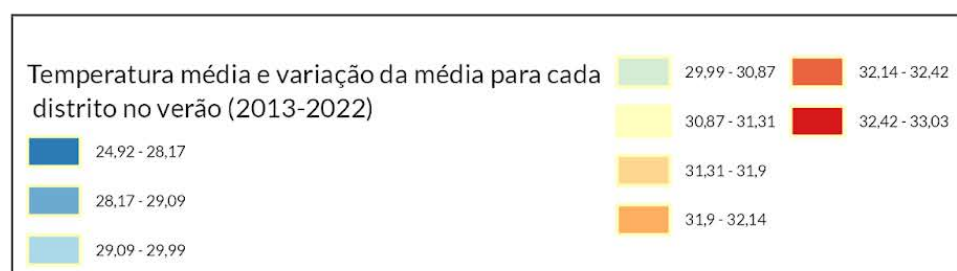 Temperatura média e variação da média para cada
distrito no verão (2013-2022)
24,92 - 28,17
28,17 - 29,09
29,09 - 29,99
29,99 - 30,87
30,87 - 31,31
31,31 - 31,9
31,9 - 32,14
32,14 - 32,42
32,42 - 33,03